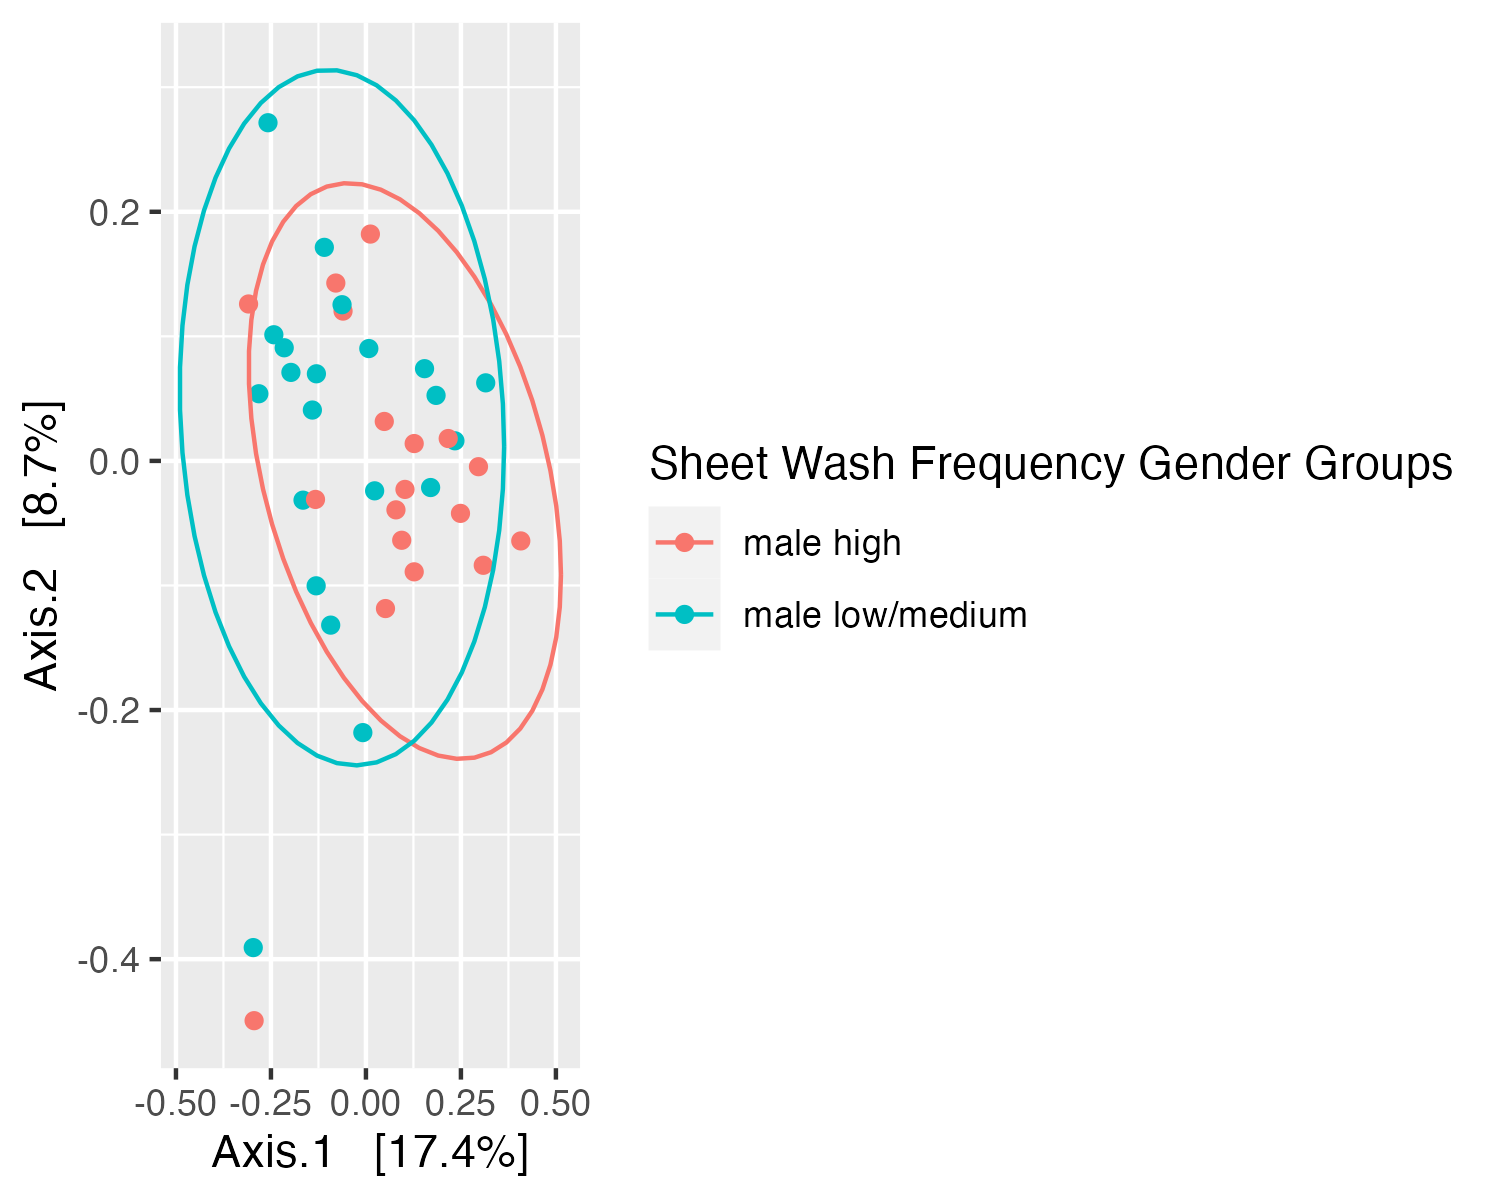 0.2
0.0
-0.2
-0.4
Axis.2 [8.7%]
-0.50 -0.25 0.00 0.25 0.50
Axis.1 [17.4%]
Sheet Wash Frequency Gender Groups
male high
male low/medium